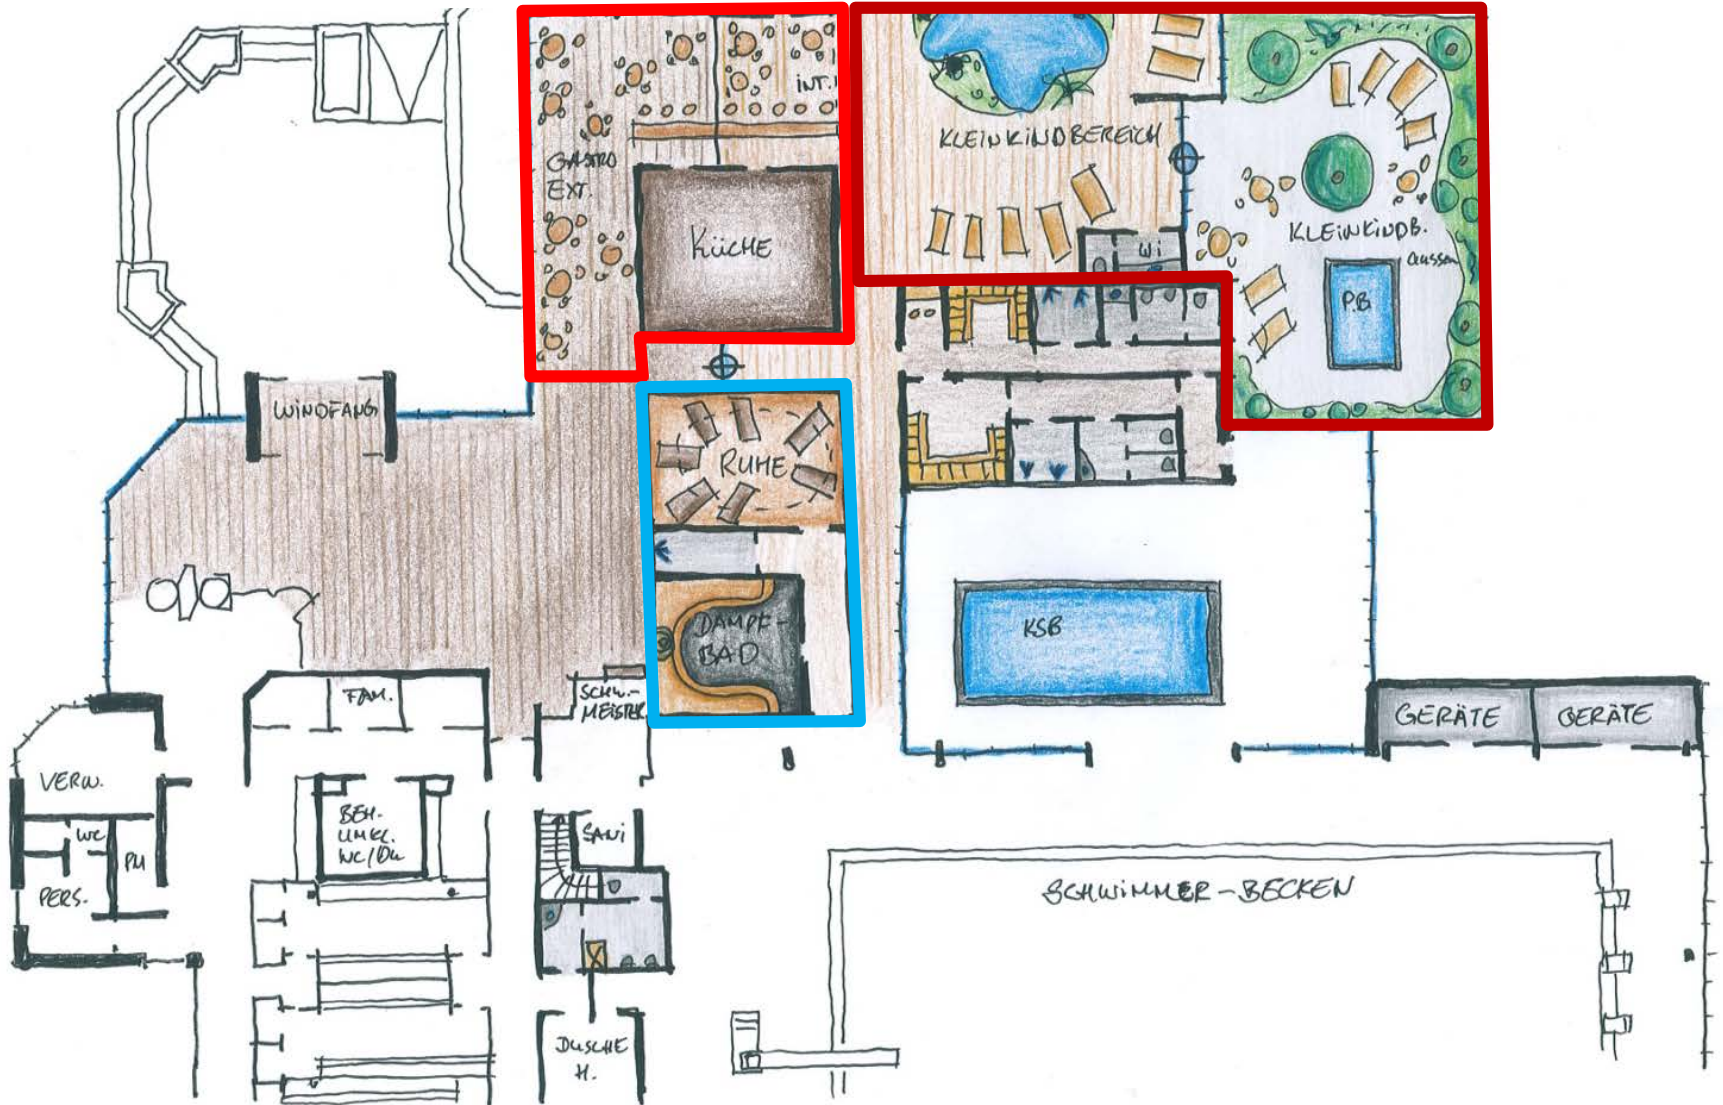 INT.
GASTRO
EXT.
KÜCHE
KLEINKINDBEREICH
WI
KLEINKINDB.
aussen
P.B
WINDFANG
RUHE
DAMPF-
BAD
KSB
FAM.
SCHW.-
MEISTER
GERÄTE
GERÄTE
VERW.
WC
PM
PERS.
BEH.
UMKL.
WC/DU
SANI
SCHWIMMER-BECKEN
DUSCHE
H.